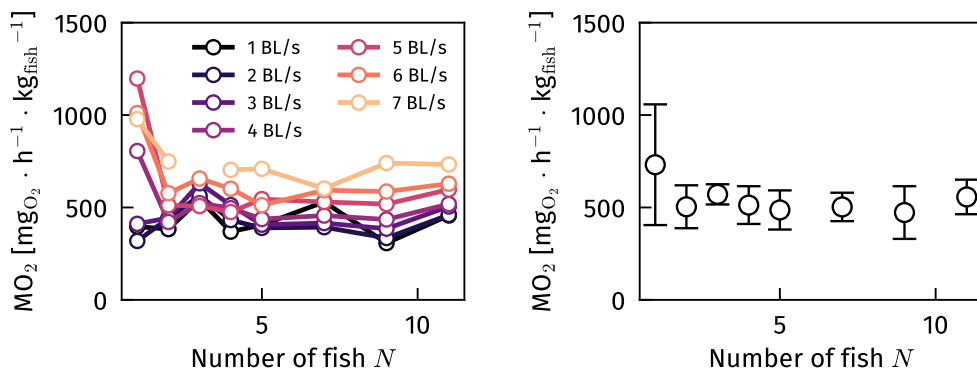 MO₂ [mg_O₂ · h⁻¹ · kg_fish⁻¹]
1500
1000
500
0
1 BL/s
2 BL/s
3 BL/s
4 BL/s
5 BL/s
6 BL/s
7 BL/s
5
10
Number of fish N
MO₂ [mg_O₂ · h⁻¹ · kg_fish⁻¹]
1500
1000
500
0
5
10
Number of fish N